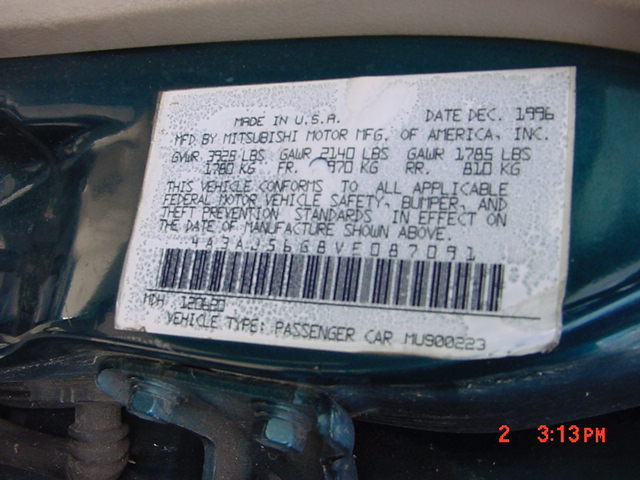 MADE IN U.S.A. DATE DEC. 1996
MFD BY MITSUBISHI MOTOR MFG. OF AMERICA, INC.
GVWR 3928 LBS GAWR 2140 LBS GAWR 1785 LBS
1780 KG FR. 970 KG RR. 810 KG
THIS VEHICLE CONFORMS TO ALL APPLICABLE
FEDERAL MOTOR VEHICLE SAFETY, BUMPER, AND
THEFT PREVENTION STANDARDS IN EFFECT ON
THE DATE OF MANUFACTURE SHOWN ABOVE.
4A3AJ56G8VE087091
MDH 120680
VEHICLE TYPE: PASSENGER CAR MU900223
2 3:13PM